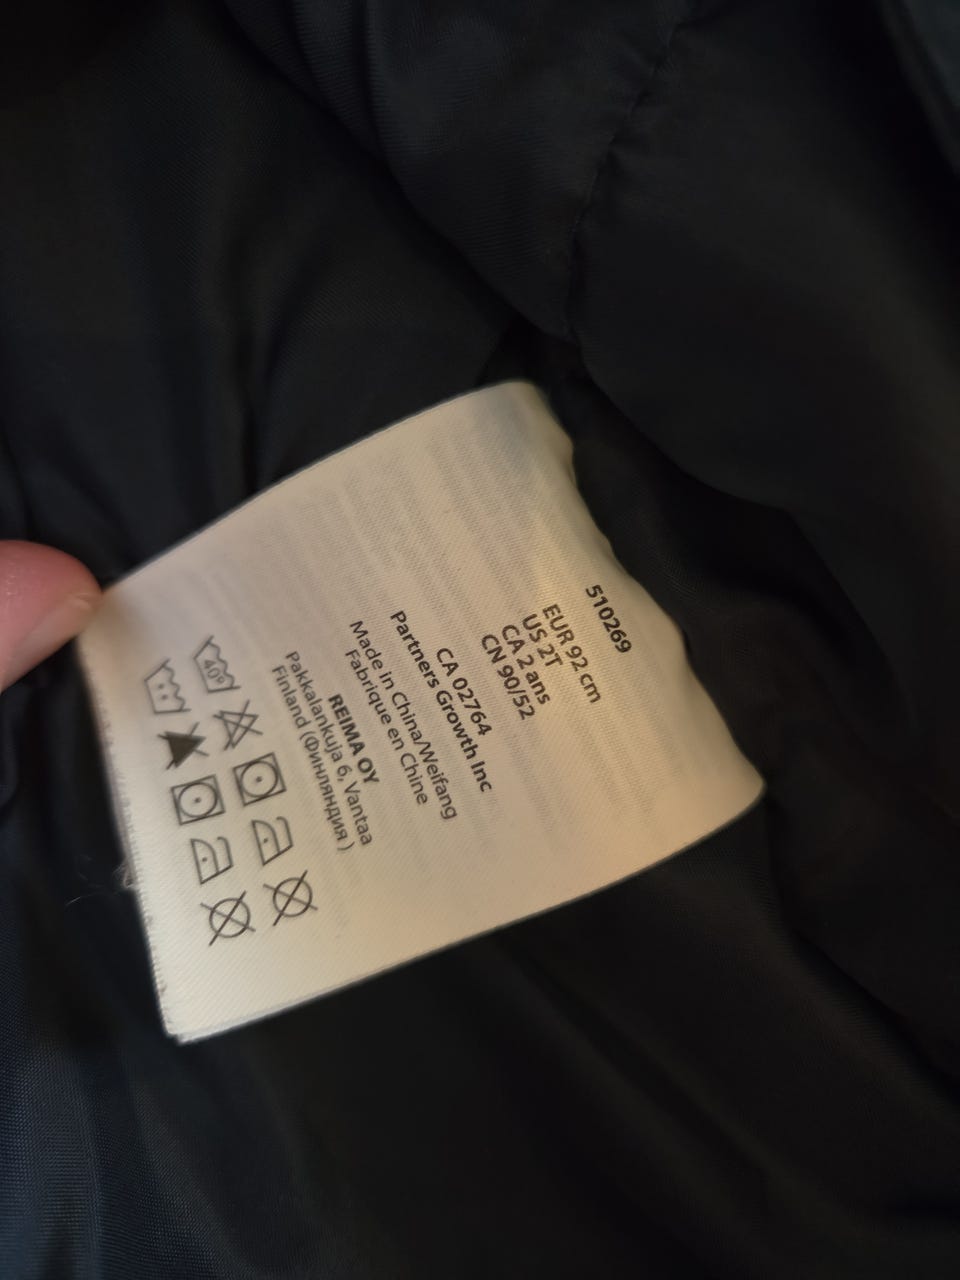 510269
EUR 92 cm
US 2T
CA 2 ans
CN 90/52
CA 02764
Partners Growth Inc
Made in China/Weifang
Fabrique en Chine
REIMA OY
Pakkalankuja 6, Vantaa
Finland (Финляндия )
40°